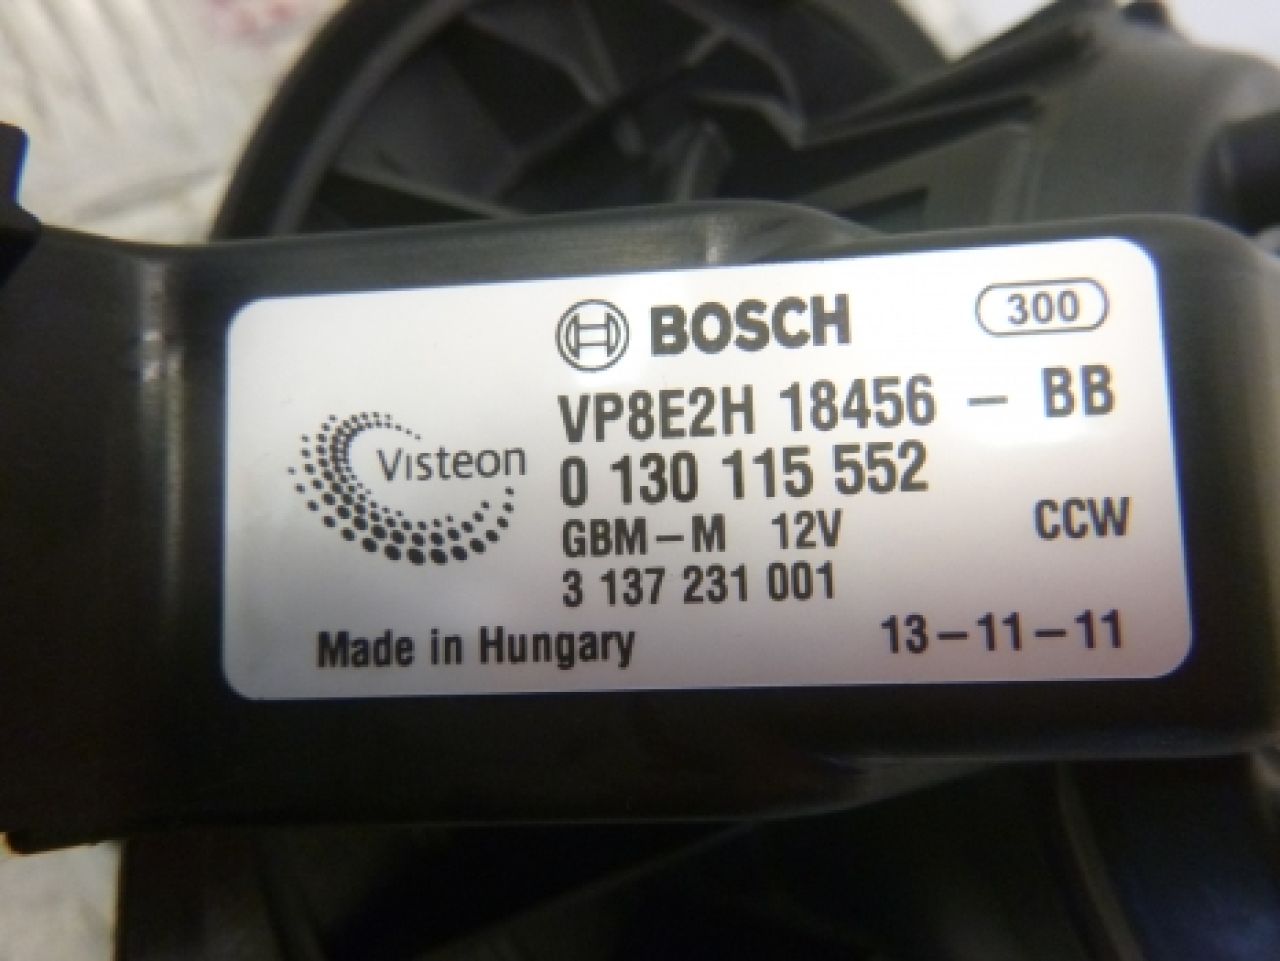 BOSCH 300
VP8E2H 18456 - BB
Visteon
0 130 115 552
GBM-M 12V CCW
3 137 231 001
Made in Hungary 13-11-11